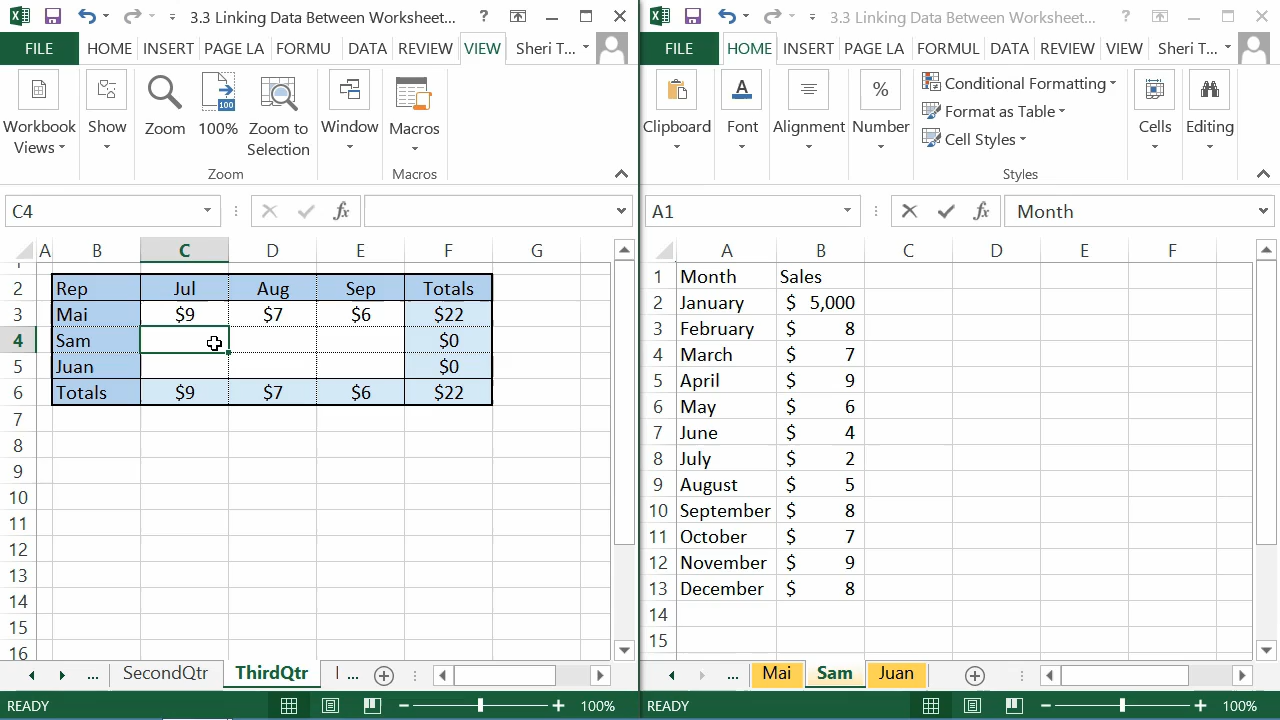 3.3 Linking Data Between Worksheet...
FILE HOME INSERT PAGE LA FORMU DATA REVIEW VIEW Sheri T...
Workbook Views
Show
Zoom
100
100%
Zoom to Selection
Window
Macros
Zoom
Macros
C4
fx
A B C D E F G
1
2 Rep Jul Aug Sep Totals
3 Mai $9 $7 $6 $22
4 Sam $0
5 Juan $0
6 Totals $9 $7 $6 $22
7
8
9
10
11
12
13
14
15
16
... SecondQtr ThirdQtr ...
READY 100%
3.3 Linking Data Between Worksheet...
FILE HOME INSERT PAGE LA FORMUL DATA REVIEW VIEW Sheri T...
Clipboard
A
Font
Alignment
%
Number
Conditional Formatting
Format as Table
Cell Styles
Styles
Cells
Editing
A1
fx
Month
A B C D E F
1 Month Sales
2 January $ 5,000
3 February $ 8
4 March $ 7
5 April $ 9
6 May $ 6
7 June $ 4
8 July $ 2
9 August $ 5
10 September $ 8
11 October $ 7
12 November $ 9
13 December $ 8
14
15
... Mai Sam Juan
READY 100%